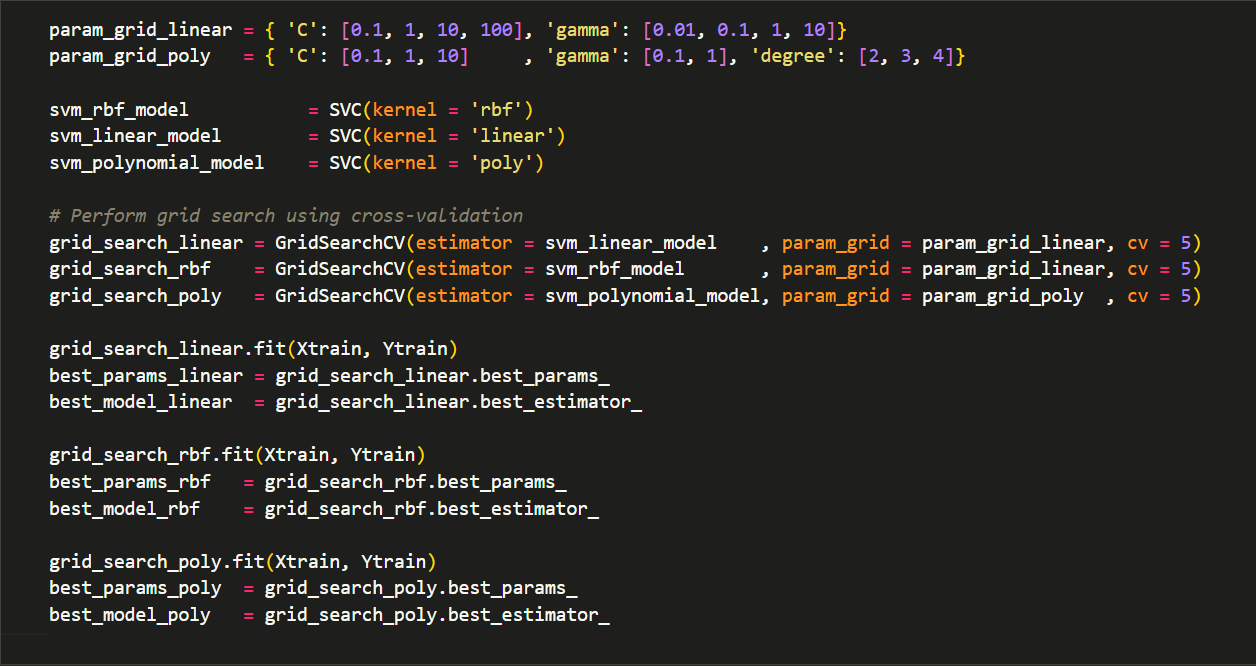 param_grid_linear = { 'C': [0.1, 1, 10, 100], 'gamma': [0.01, 0.1, 1, 10]}
param_grid_poly   = { 'C': [0.1, 1, 10]     , 'gamma': [0.1, 1], 'degree': [2, 3, 4]}

svm_rbf_model           = SVC(kernel = 'rbf')
svm_linear_model        = SVC(kernel = 'linear')
svm_polynomial_model    = SVC(kernel = 'poly')

# Perform grid search using cross-validation
grid_search_linear = GridSearchCV(estimator = svm_linear_model    , param_grid = param_grid_linear, cv = 5)
grid_search_rbf    = GridSearchCV(estimator = svm_rbf_model       , param_grid = param_grid_linear, cv = 5)
grid_search_poly   = GridSearchCV(estimator = svm_polynomial_model, param_grid = param_grid_poly  , cv = 5)

grid_search_linear.fit(Xtrain, Ytrain)
best_params_linear = grid_search_linear.best_params_
best_model_linear  = grid_search_linear.best_estimator_

grid_search_rbf.fit(Xtrain, Ytrain)
best_params_rbf   = grid_search_rbf.best_params_
best_model_rbf    = grid_search_rbf.best_estimator_

grid_search_poly.fit(Xtrain, Ytrain)
best_params_poly  = grid_search_poly.best_params_
best_model_poly   = grid_search_poly.best_estimator_